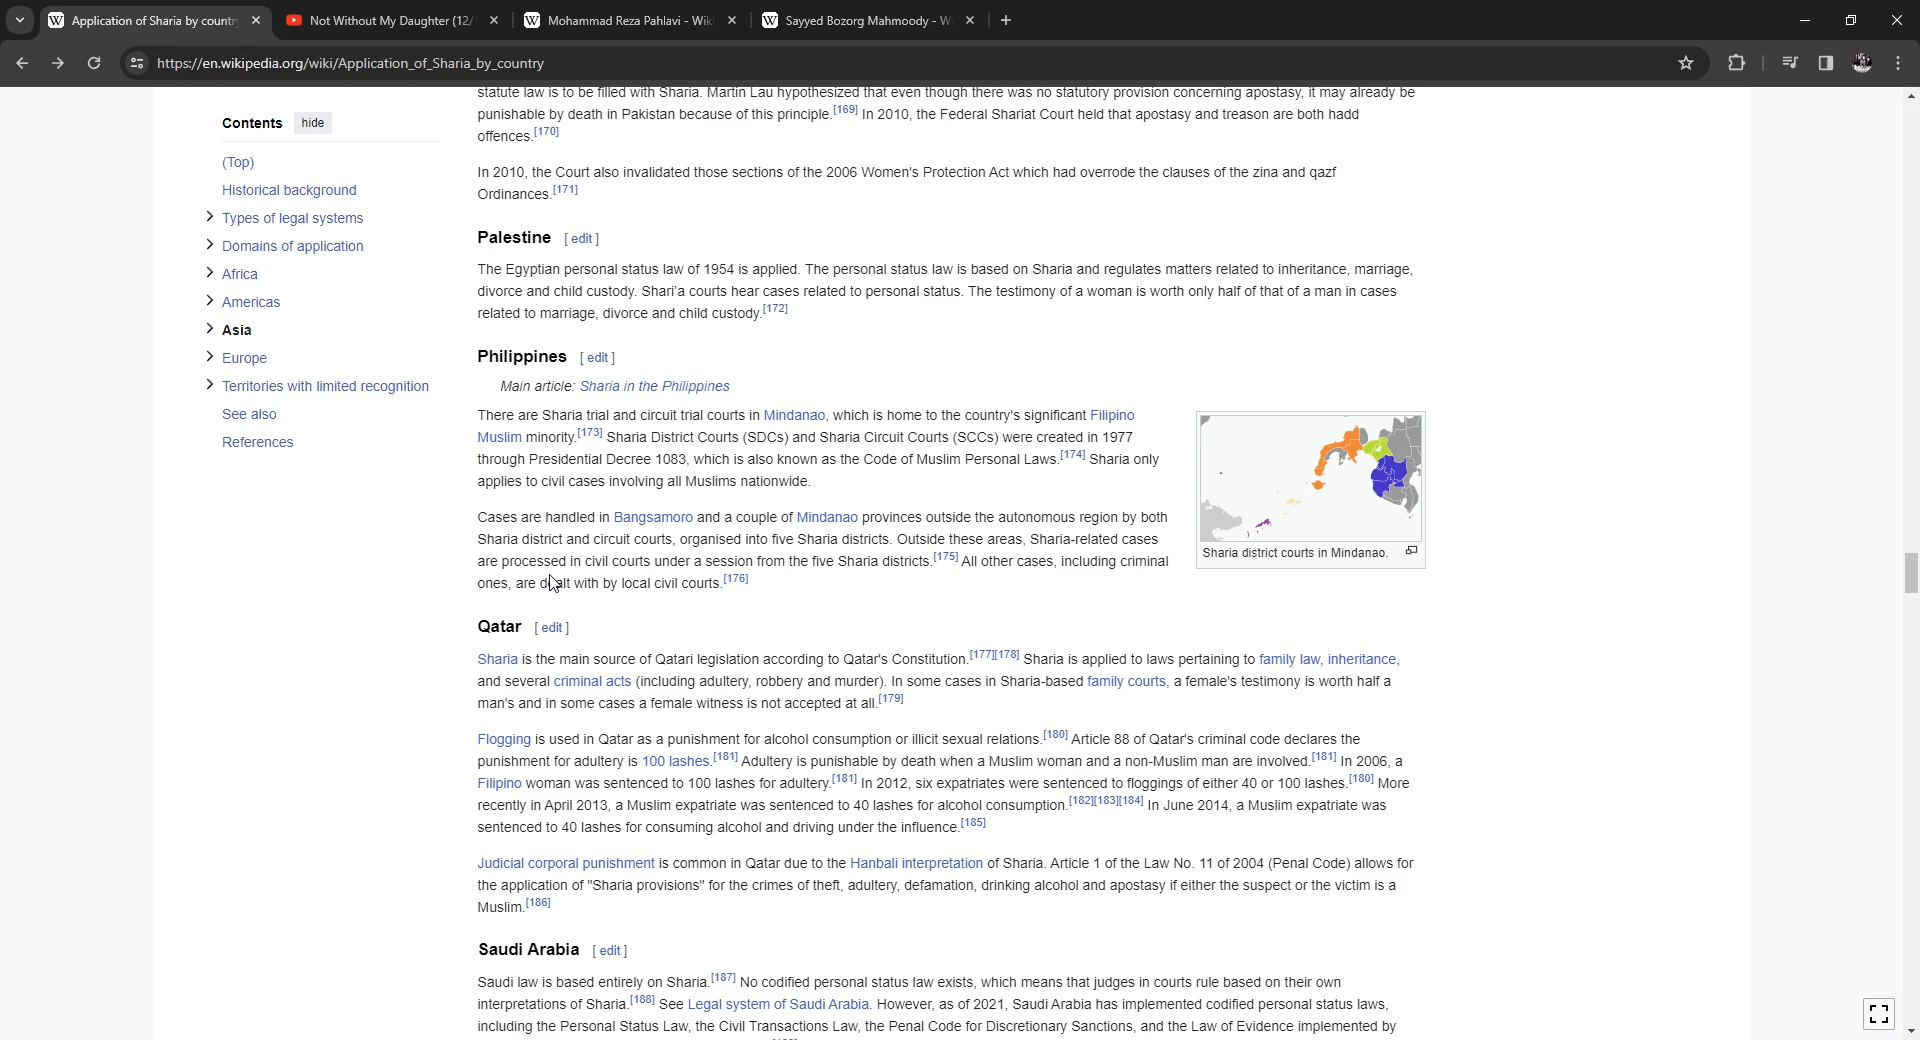 Application of Sharia by countr
Not Without My Daughter (12/
Mohammad Reza Pahlavi - Wiki
Sayyed Bozorg Mahmoody - W
https://en.wikipedia.org/wiki/Application_of_Sharia_by_country
Contents hide
(Top)
Historical background
Types of legal systems
Domains of application
Africa
Americas
Asia
Europe
Territories with limited recognition
See also
References
statute law is to be filled with Sharia. Martin Lau hypothesized that even though there was no statutory provision concerning apostasy, it may already be
punishable by death in Pakistan because of this principle.[169] In 2010, the Federal Shariat Court held that apostasy and treason are both hadd
offences.[170]
In 2010, the Court also invalidated those sections of the 2006 Women's Protection Act which had overrode the clauses of the zina and qazf
Ordinances.[171]
Palestine [ edit ]
The Egyptian personal status law of 1954 is applied. The personal status law is based on Sharia and regulates matters related to inheritance, marriage,
divorce and child custody. Shari'a courts hear cases related to personal status. The testimony of a woman is worth only half of that of a man in cases
related to marriage, divorce and child custody.[172]
Philippines [ edit ]
Main article: Sharia in the Philippines
There are Sharia trial and circuit trial courts in Mindanao, which is home to the country's significant Filipino
Muslim minority.[173] Sharia District Courts (SDCs) and Sharia Circuit Courts (SCCs) were created in 1977
through Presidential Decree 1083, which is also known as the Code of Muslim Personal Laws.[174] Sharia only
applies to civil cases involving all Muslims nationwide.
Cases are handled in Bangsamoro and a couple of Mindanao provinces outside the autonomous region by both
Sharia district and circuit courts, organised into five Sharia districts. Outside these areas, Sharia-related cases
are processed in civil courts under a session from the five Sharia districts.[175] All other cases, including criminal
ones, are dealt with by local civil courts.[176]
Sharia district courts in Mindanao.
Qatar [ edit ]
Sharia is the main source of Qatari legislation according to Qatar's Constitution.[177][178] Sharia is applied to laws pertaining to family law, inheritance,
and several criminal acts (including adultery, robbery and murder). In some cases in Sharia-based family courts, a female's testimony is worth half a
man's and in some cases a female witness is not accepted at all.[179]
Flogging is used in Qatar as a punishment for alcohol consumption or illicit sexual relations.[180] Article 88 of Qatar's criminal code declares the
punishment for adultery is 100 lashes.[181] Adultery is punishable by death when a Muslim woman and a non-Muslim man are involved.[181] In 2006, a
Filipino woman was sentenced to 100 lashes for adultery.[181] In 2012, six expatriates were sentenced to floggings of either 40 or 100 lashes.[180] More
recently in April 2013, a Muslim expatriate was sentenced to 40 lashes for alcohol consumption.[182][183][184] In June 2014, a Muslim expatriate was
sentenced to 40 lashes for consuming alcohol and driving under the influence.[185]
Judicial corporal punishment is common in Qatar due to the Hanbali interpretation of Sharia. Article 1 of the Law No. 11 of 2004 (Penal Code) allows for
the application of "Sharia provisions" for the crimes of theft, adultery, defamation, drinking alcohol and apostasy if either the suspect or the victim is a
Muslim.[186]
Saudi Arabia [ edit ]
Saudi law is based entirely on Sharia.[187] No codified personal status law exists, which means that judges in courts rule based on their own
interpretations of Sharia.[188] See Legal system of Saudi Arabia. However, as of 2021, Saudi Arabia has implemented codified personal status laws,
including the Personal Status Law, the Civil Transactions Law, the Penal Code for Discretionary Sanctions, and the Law of Evidence implemented by